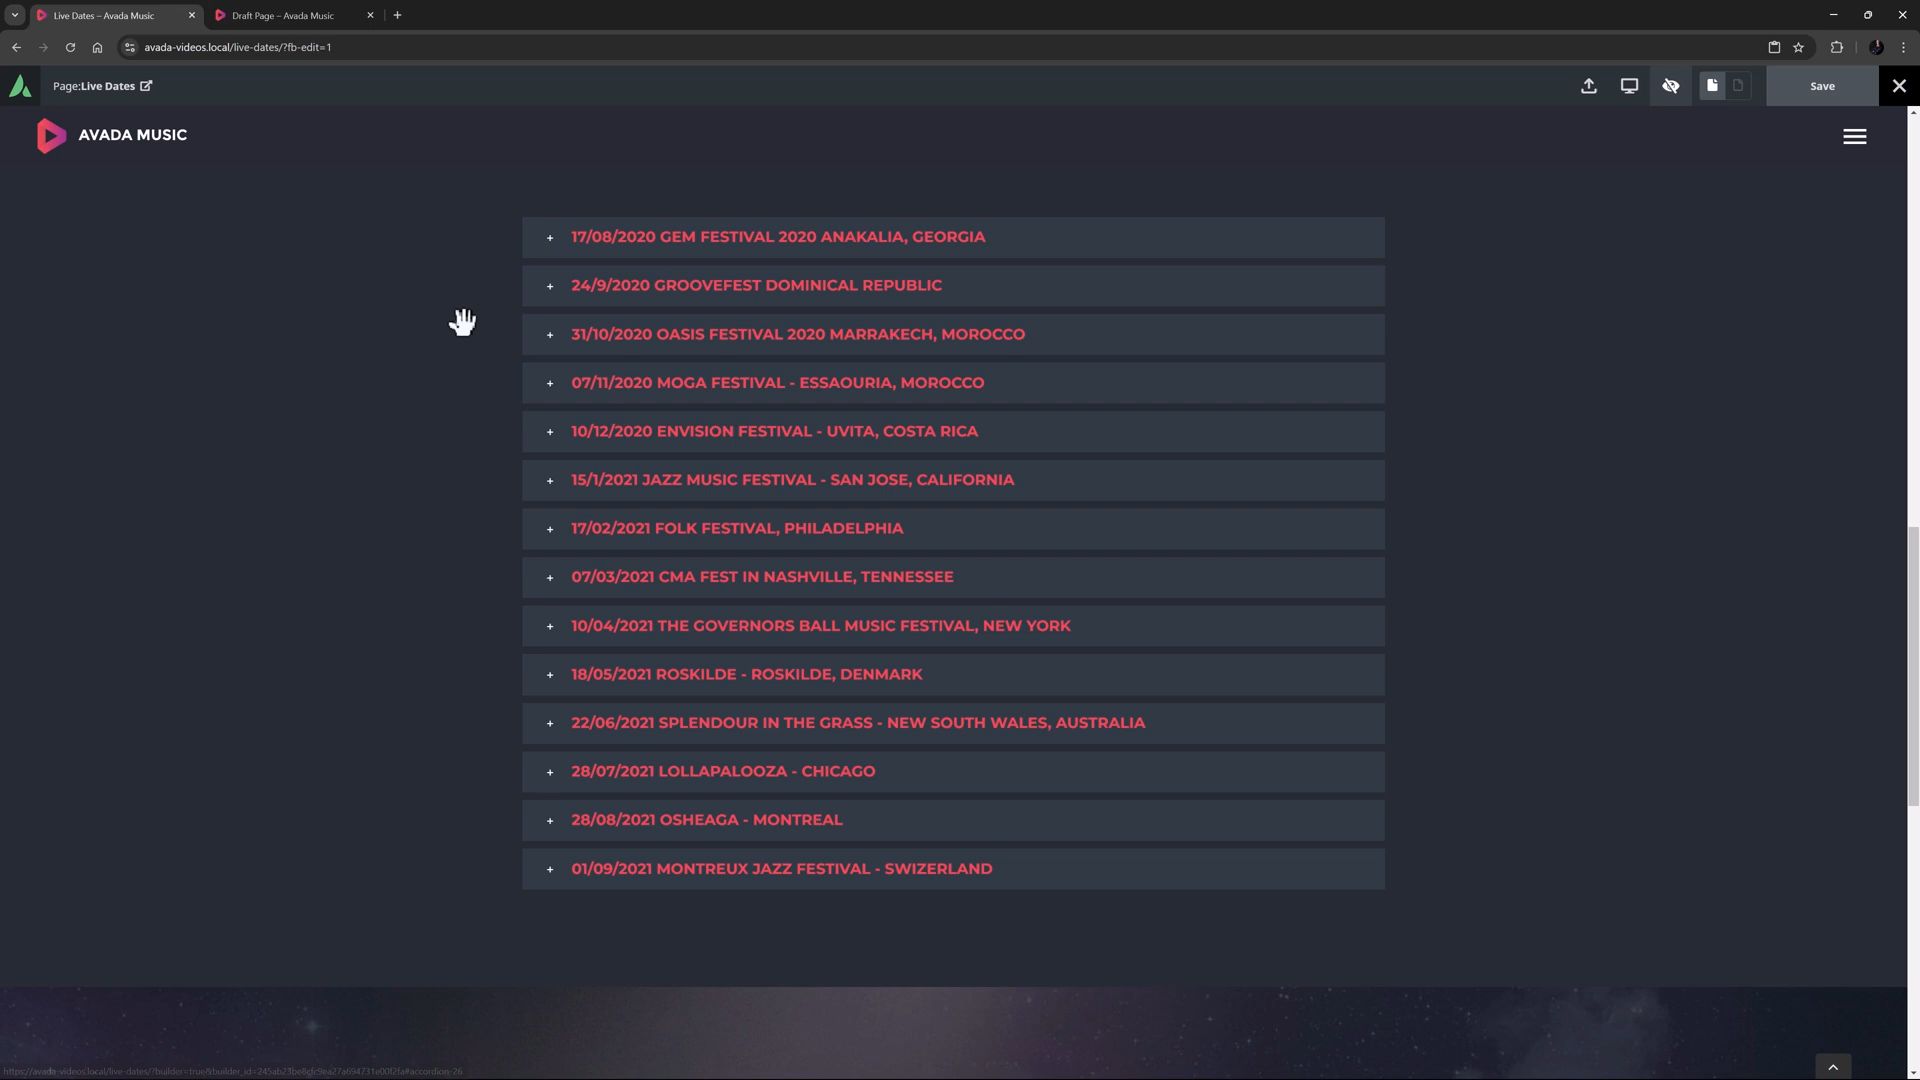 Live Dates – Avada Music
Draft Page – Avada Music
avada-videos.local/live-dates/?fb-edit=1
Page:Live Dates
Save
AVADA MUSIC
+ 17/08/2020 GEM FESTIVAL 2020 ANAKALIA, GEORGIA
+ 24/9/2020 GROOVEFEST DOMINICAL REPUBLIC
+ 31/10/2020 OASIS FESTIVAL 2020 MARRAKECH, MOROCCO
+ 07/11/2020 MOGA FESTIVAL - ESSAOURIA, MOROCCO
+ 10/12/2020 ENVISION FESTIVAL - UVITA, COSTA RICA
+ 15/1/2021 JAZZ MUSIC FESTIVAL - SAN JOSE, CALIFORNIA
+ 17/02/2021 FOLK FESTIVAL, PHILADELPHIA
+ 07/03/2021 CMA FEST IN NASHVILLE, TENNESSEE
+ 10/04/2021 THE GOVERNORS BALL MUSIC FESTIVAL, NEW YORK
+ 18/05/2021 ROSKILDE - ROSKILDE, DENMARK
+ 22/06/2021 SPLENDOUR IN THE GRASS - NEW SOUTH WALES, AUSTRALIA
+ 28/07/2021 LOLLAPALOOZA - CHICAGO
+ 28/08/2021 OSHEAGA - MONTREAL
+ 01/09/2021 MONTREUX JAZZ FESTIVAL - SWIZERLAND